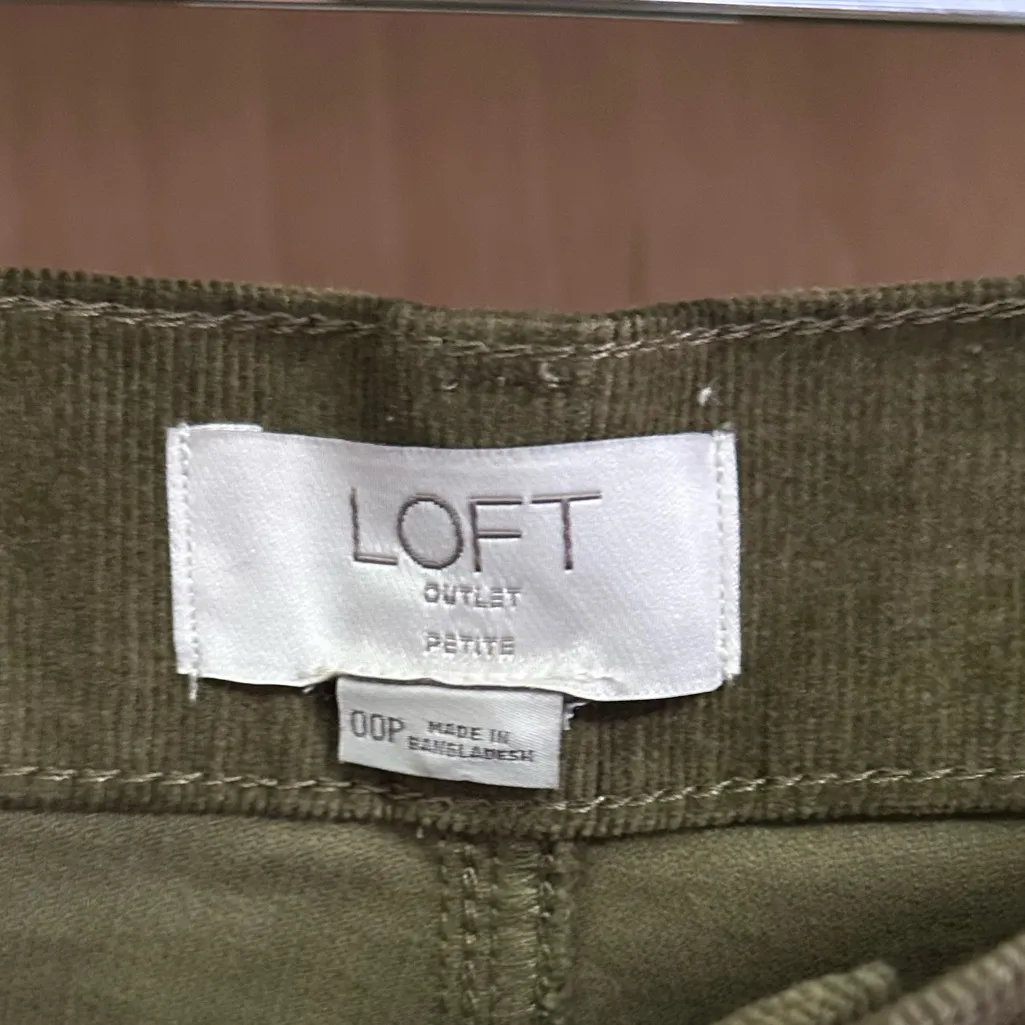 LOFT
OUTLET
PETITE
00P
MADE IN
BANGLADESH